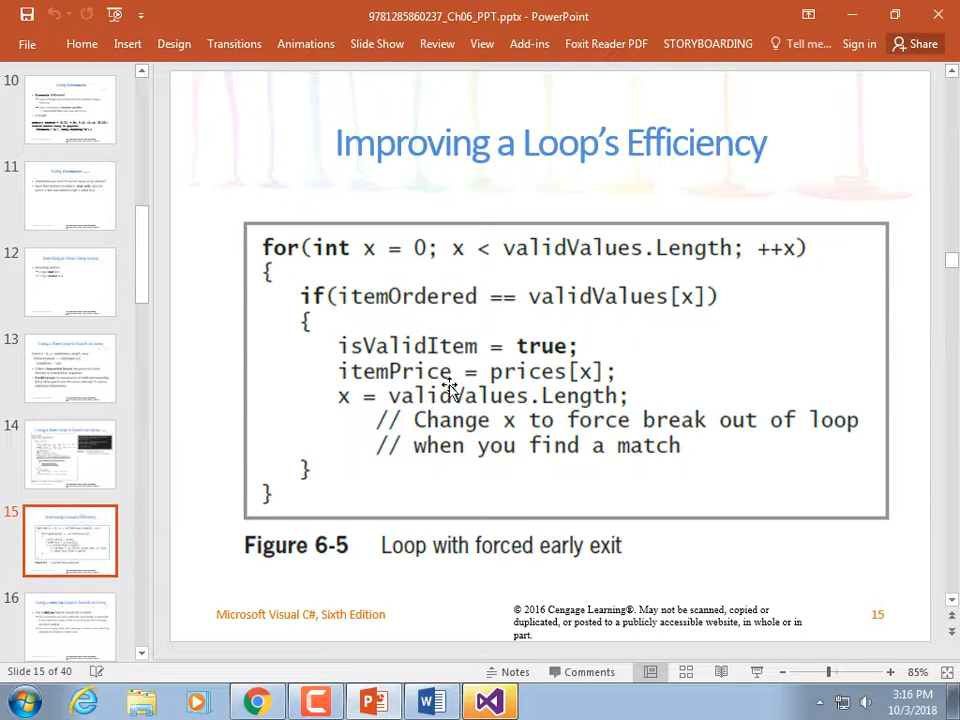 9781285860237_Ch06_PPT.pptx - PowerPoint
File Home Insert Design Transitions Animations Slide Show Review View Add-ins Foxit Reader PDF STORYBOARDING Tell me... Sign in Share
10
11
12
13
14
15
16
Improving a Loop's Efficiency
for(int x = 0; x < validValues.Length; ++x)
{
if(itemOrdered == validValues[x])
{
isValidItem = true;
itemPrice = prices[x];
x = validValues.Length;
// Change x to force break out of loop
// when you find a match
}
}
Figure 6-5 Loop with forced early exit
Microsoft Visual C#, Sixth Edition
© 2016 Cengage Learning®. May not be scanned, copied or
duplicated, or posted to a publicly accessible website, in whole or in
part.
15
Slide 15 of 40 Notes Comments 85%
3:16 PM
10/3/2018